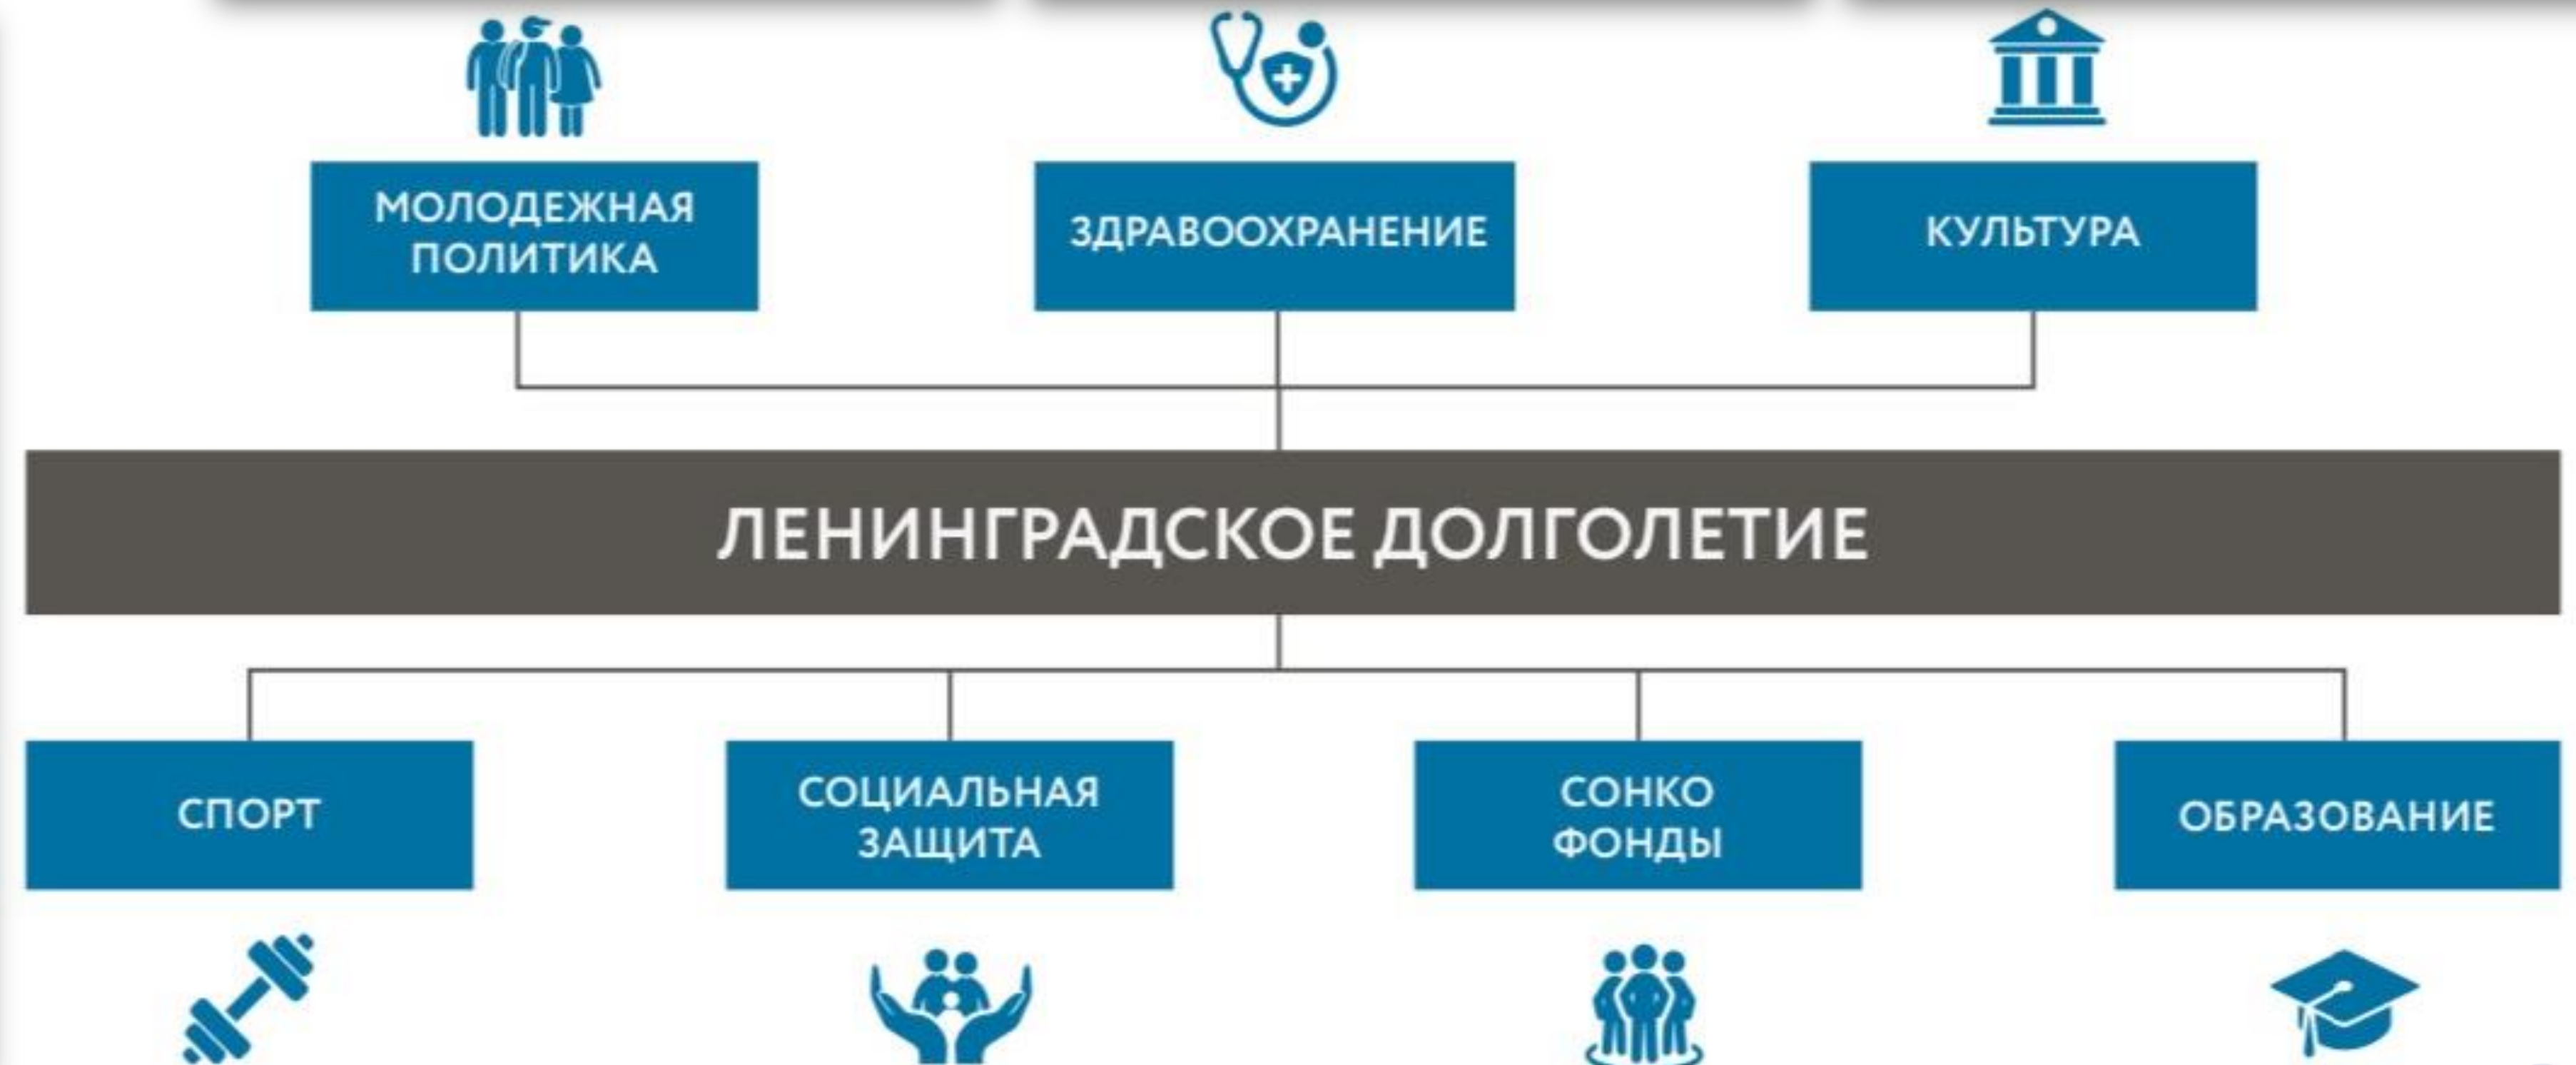 МОЛОДЕЖНАЯ
ПОЛИТИКА
ЗДРАВООХРАНЕНИЕ
КУЛЬТУРА
ЛЕНИНГРАДСКОЕ ДОЛГОЛЕТИЕ
СПОРТ
СОЦИАЛЬНАЯ
ЗАЩИТА
СОНКО
ФОНДЫ
ОБРАЗОВАНИЕ